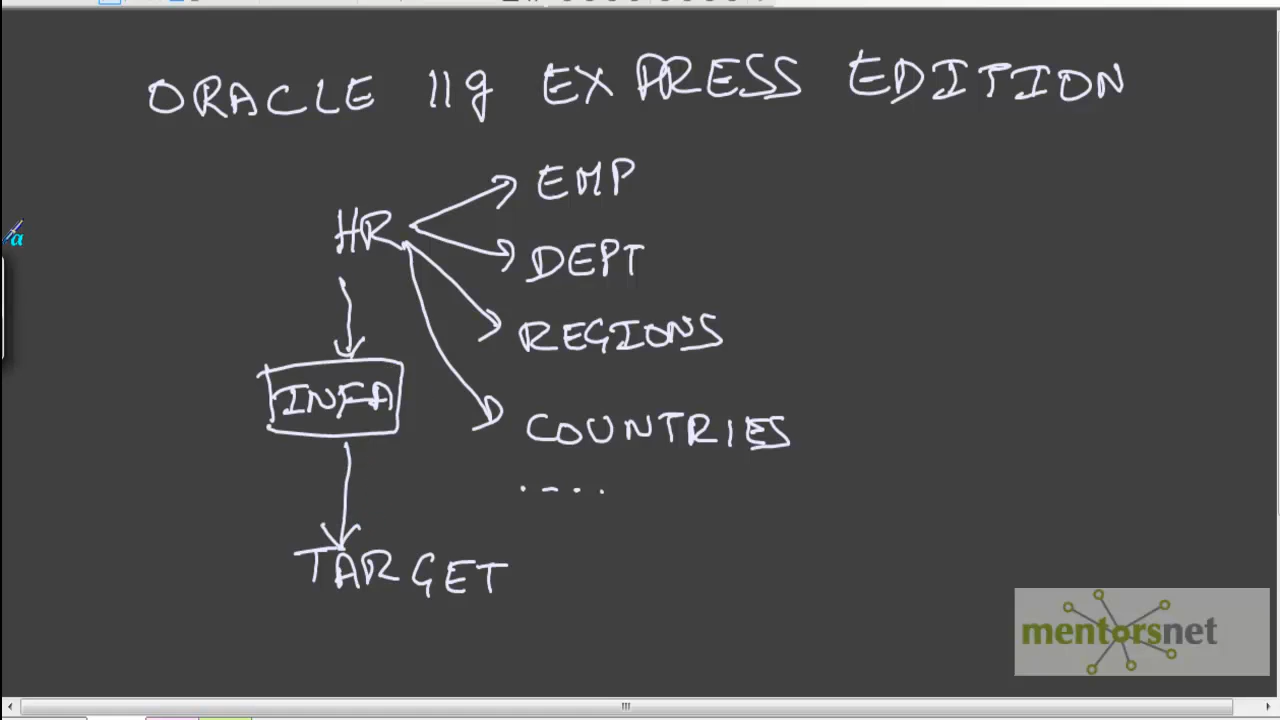 ORACLE 11g EXPRESS EDITION
HR
EMP
DEPT
REGIONS
COUNTRIES
.-..
INFA
TARGET
mentorsnet
a